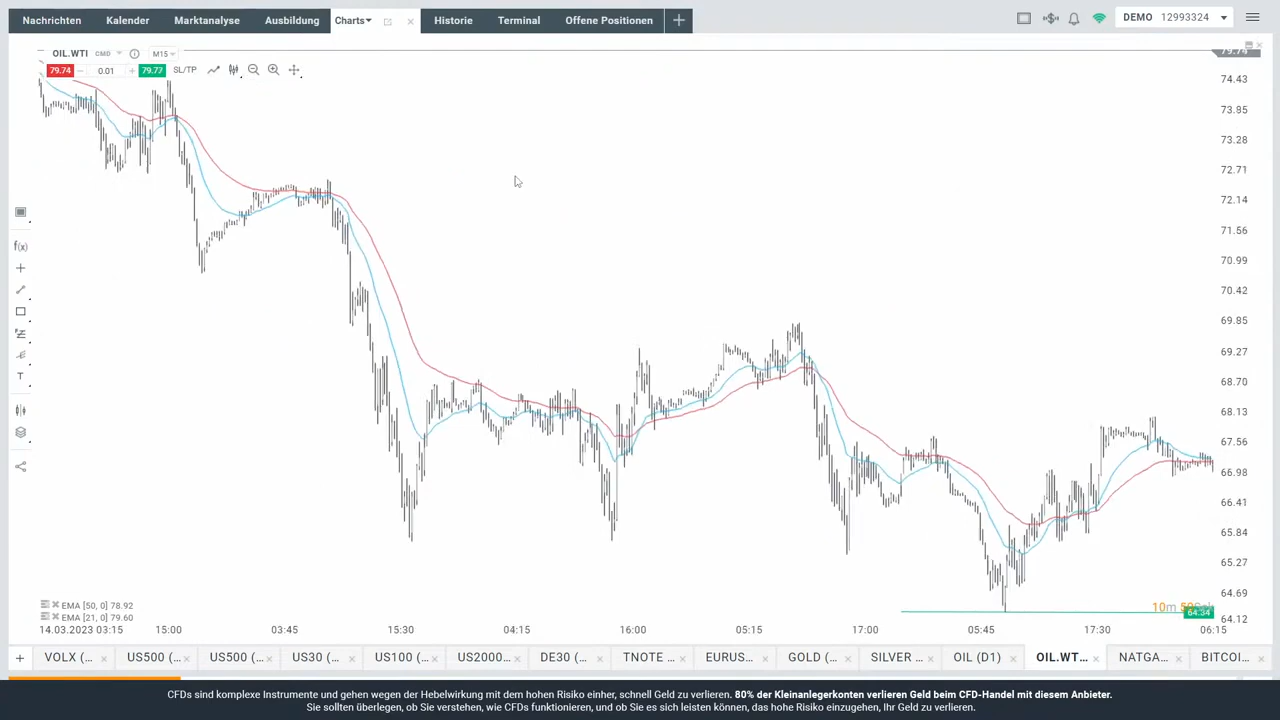 Nachrichten Kalender Marktanalyse Ausbildung Charts Historie Terminal Offene Positionen + DEMO 12993324
OIL.WTI CMD M15
79.74 0.01 79.77 SL/TP
79.74
74.43
73.85
73.28
72.71
72.14
71.56
70.99
70.42
69.85
69.27
68.70
68.13
67.56
66.98
66.41
65.84
65.27
64.69
64.12
f(x)
T
10m
64.34
EMA [50, 0] 78.92
EMA [21, 0] 79.60
14.03.2023 03:15 15:00 03:45 15:30 04:15 16:00 05:15 17:00 05:45 17:30 06:15
+ VOLX (... US500 (... US500 (... US30 (... US100 (... US2000... DE30 (... TNOTE ... EURUS... GOLD (... SILVER ... OIL (D1) OIL.WT... NATGA... BITCOI...
CFDs sind komplexe Instrumente und gehen wegen der Hebelwirkung mit dem hohen Risiko einher, schnell Geld zu verlieren. 80% der Kleinanlegerkonten verlieren Geld beim CFD-Handel mit diesem Anbieter.
Sie sollten überlegen, ob Sie verstehen, wie CFDs funktionieren, und ob Sie es sich leisten können, das hohe Risiko einzugehen, Ihr Geld zu verlieren.